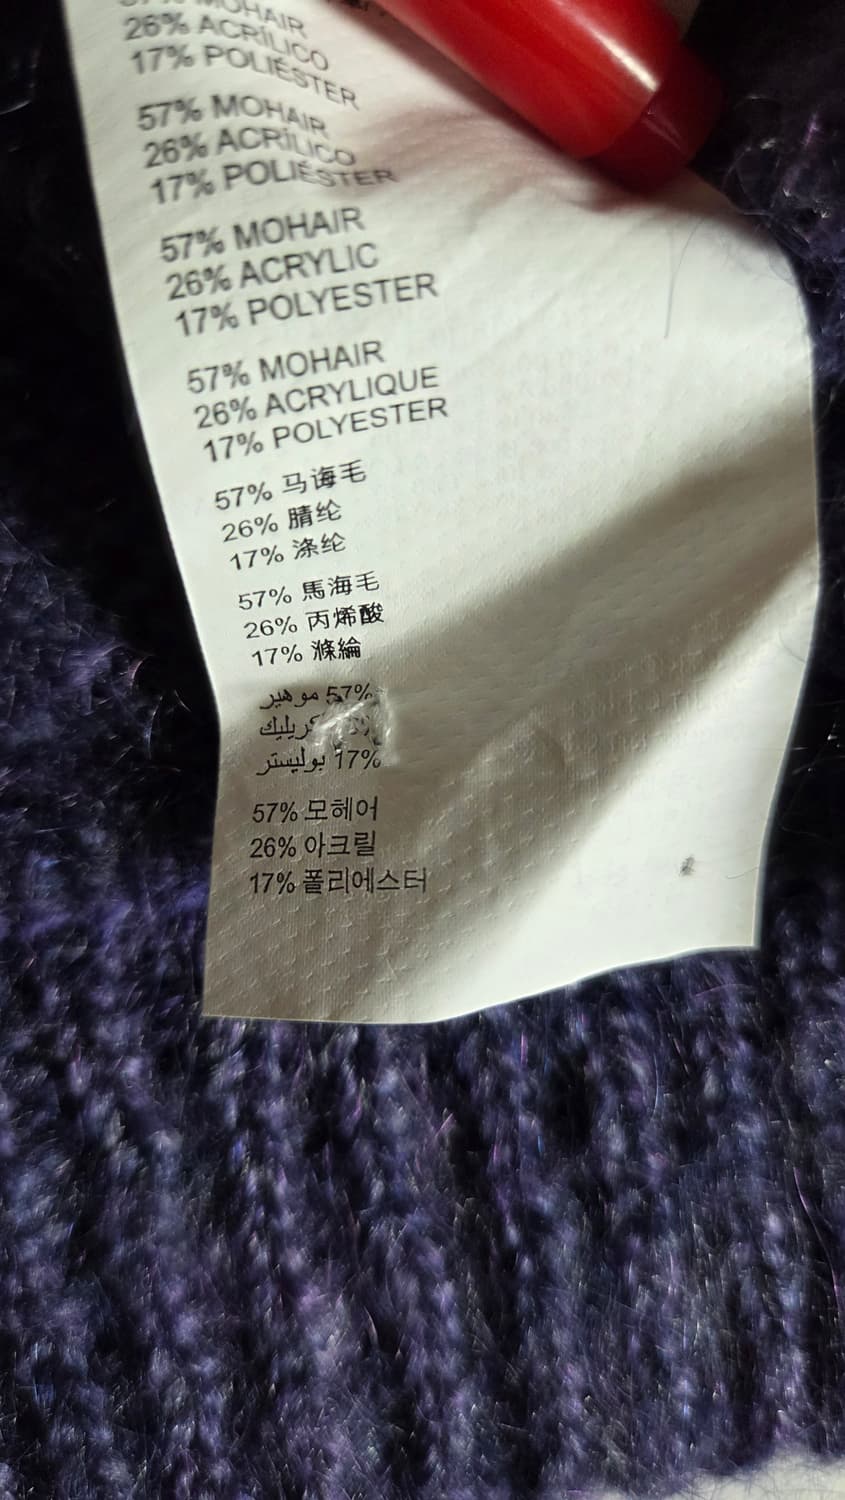 57% MOHAIR
26% ACRÍLICO
17% POLIÉSTER
57% MOHAIR
26% ACRÍLICO
17% POLIÉSTER
57% MOHAIR
26% ACRYLIC
17% POLYESTER
57% MOHAIR
26% ACRYLIQUE
17% POLYESTER
57% 马海毛
26% 腈纶
17% 涤纶
57% 馬海毛
26% 丙烯酸
17% 滌綸
57% موهير
17% بوليستر
57% 모헤어
26% 아크릴
17% 폴리에스터